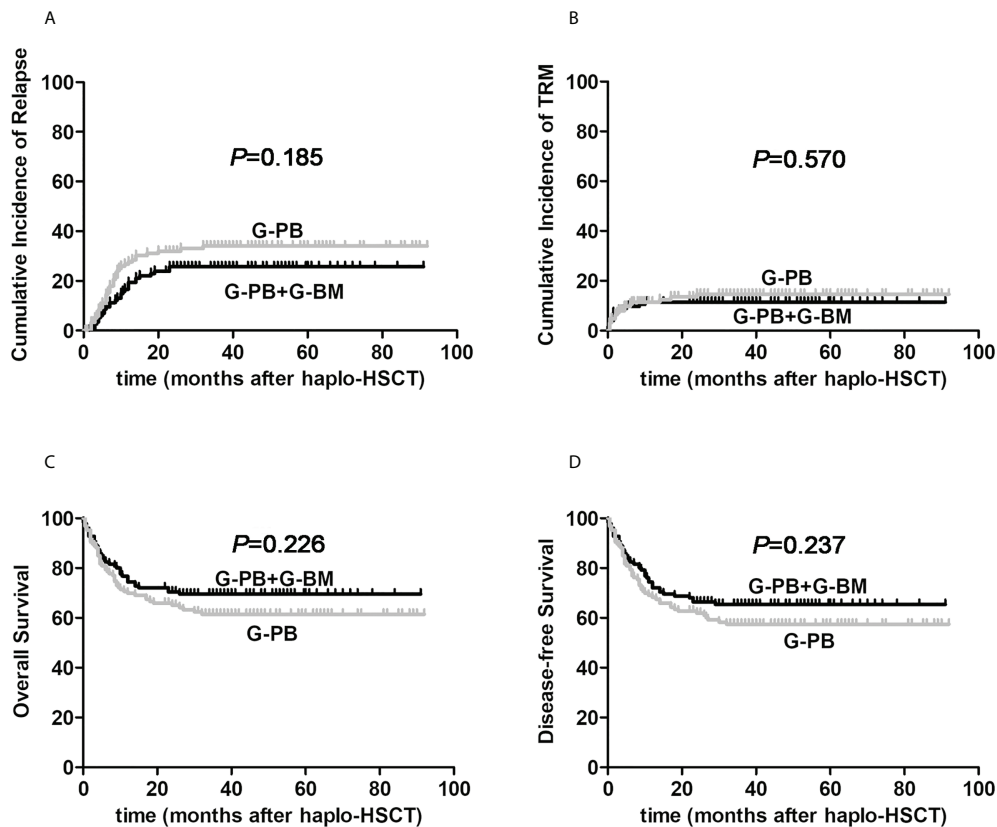 A
Cumulative Incidence of Relapse
100
80
60
40
20
0
P=0.185
G-PB
G-PB+G-BM
0 20 40 60 80 100
time (months after haplo-HSCT)
B
Cumulative Incidence of TRM
100
80
60
40
20
0
P=0.570
G-PB
G-PB+G-BM
0 20 40 60 80 100
time (months after haplo-HSCT)
C
Overall Survival
100
80
60
40
20
0
P=0.226
G-PB+G-BM
G-PB
0 20 40 60 80 100
time (months after haplo-HSCT)
D
Disease-free Survival
100
80
60
40
20
0
P=0.237
G-PB+G-BM
G-PB
0 20 40 60 80 100
time (months after haplo-HSCT)